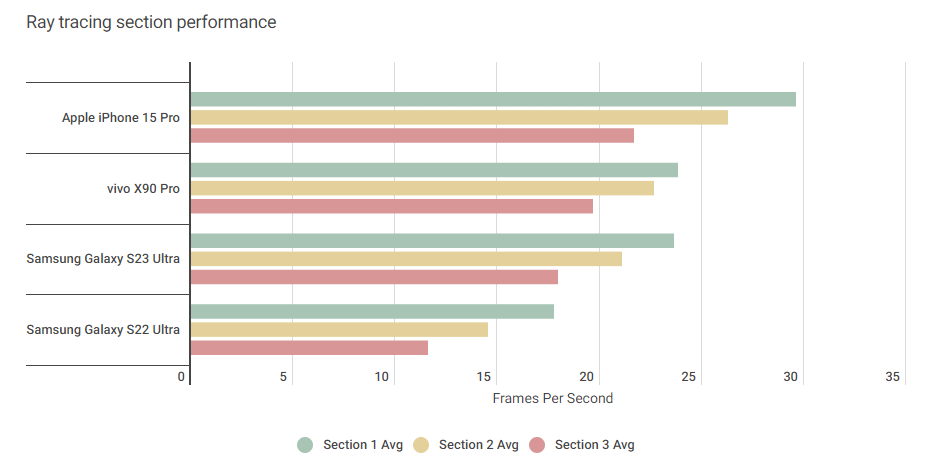 Ray tracing section performance
Apple iPhone 15 Pro
vivo X90 Pro
Samsung Galaxy S23 Ultra
Samsung Galaxy S22 Ultra
0 5 10 15 20 25 30 35
Frames Per Second
Section 1 Avg Section 2 Avg Section 3 Avg